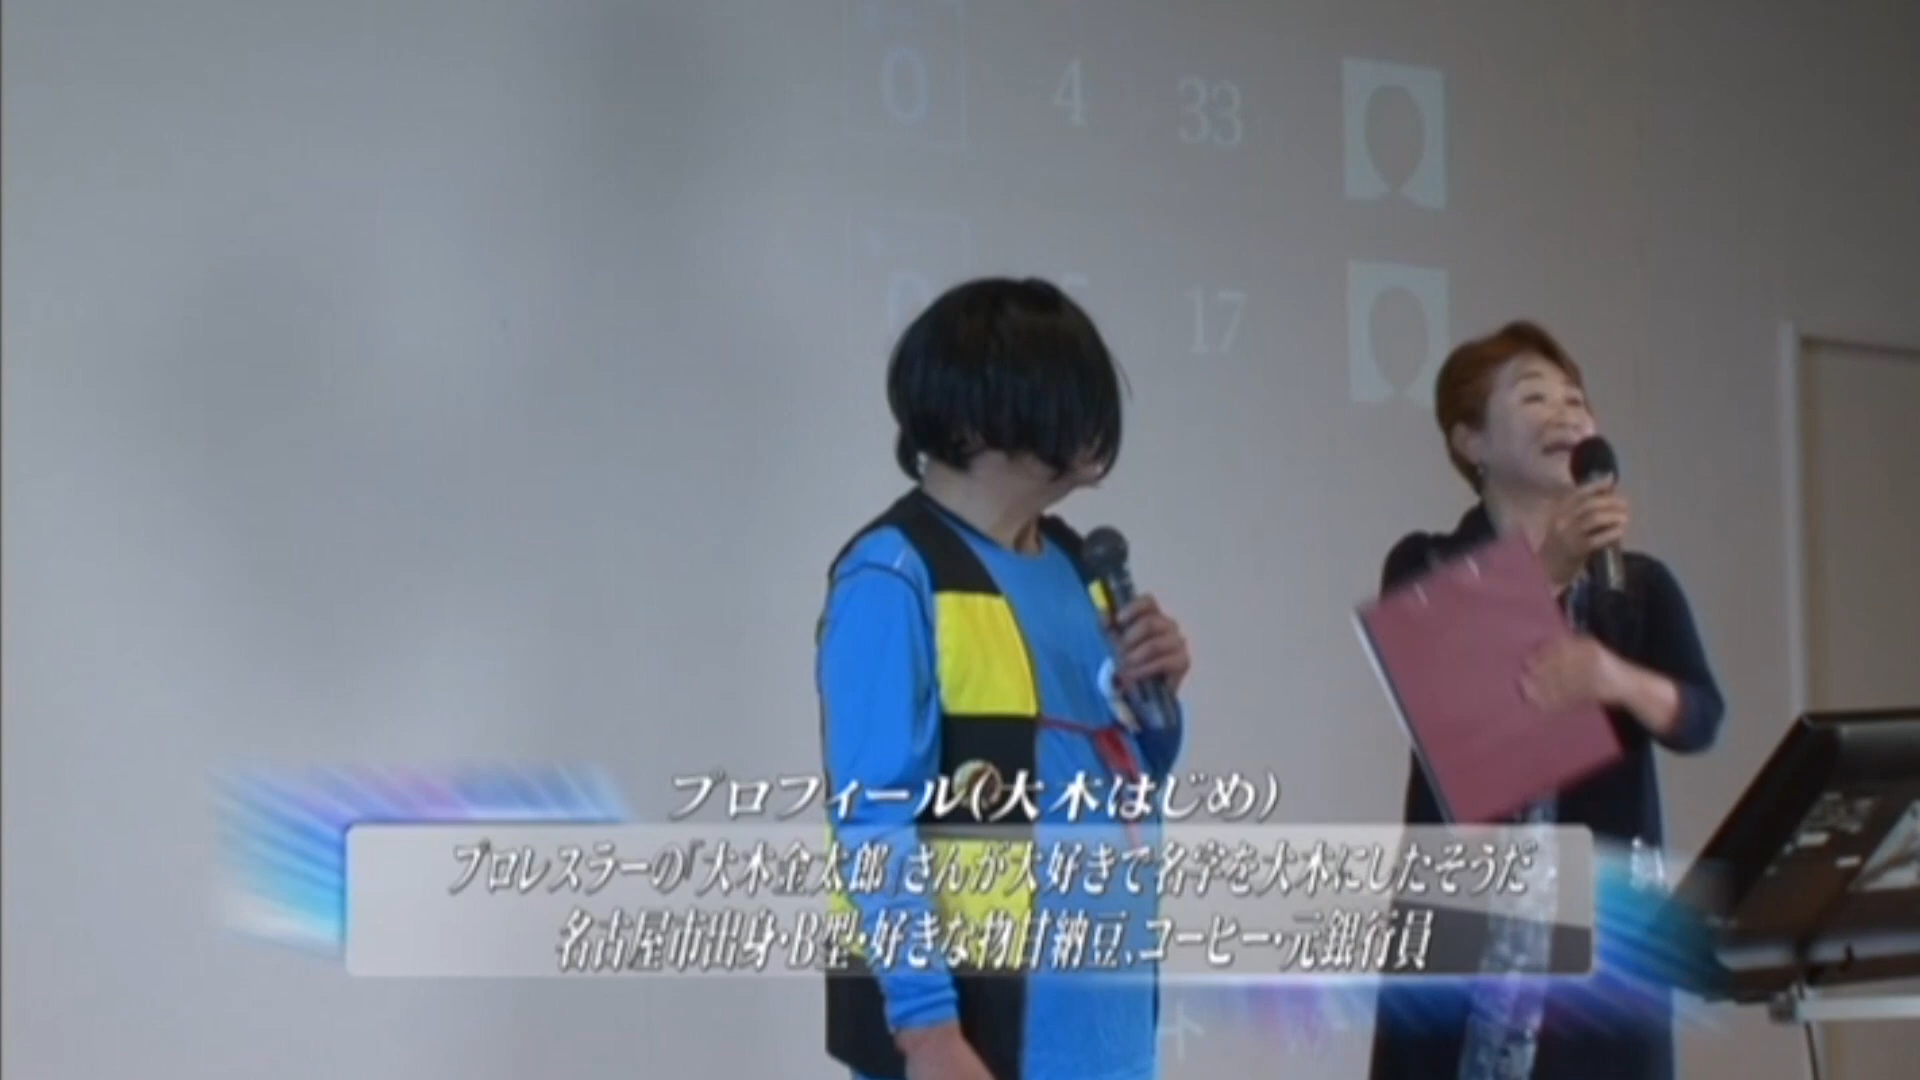 0 4 33
17
プロフィール(大木はじめ)
プロレスラーの「大木金太郎」さんが大好きで名字を大木にしたそうだ
名古屋市出身・B型・好きな物甘納豆、コーヒー・元銀行員